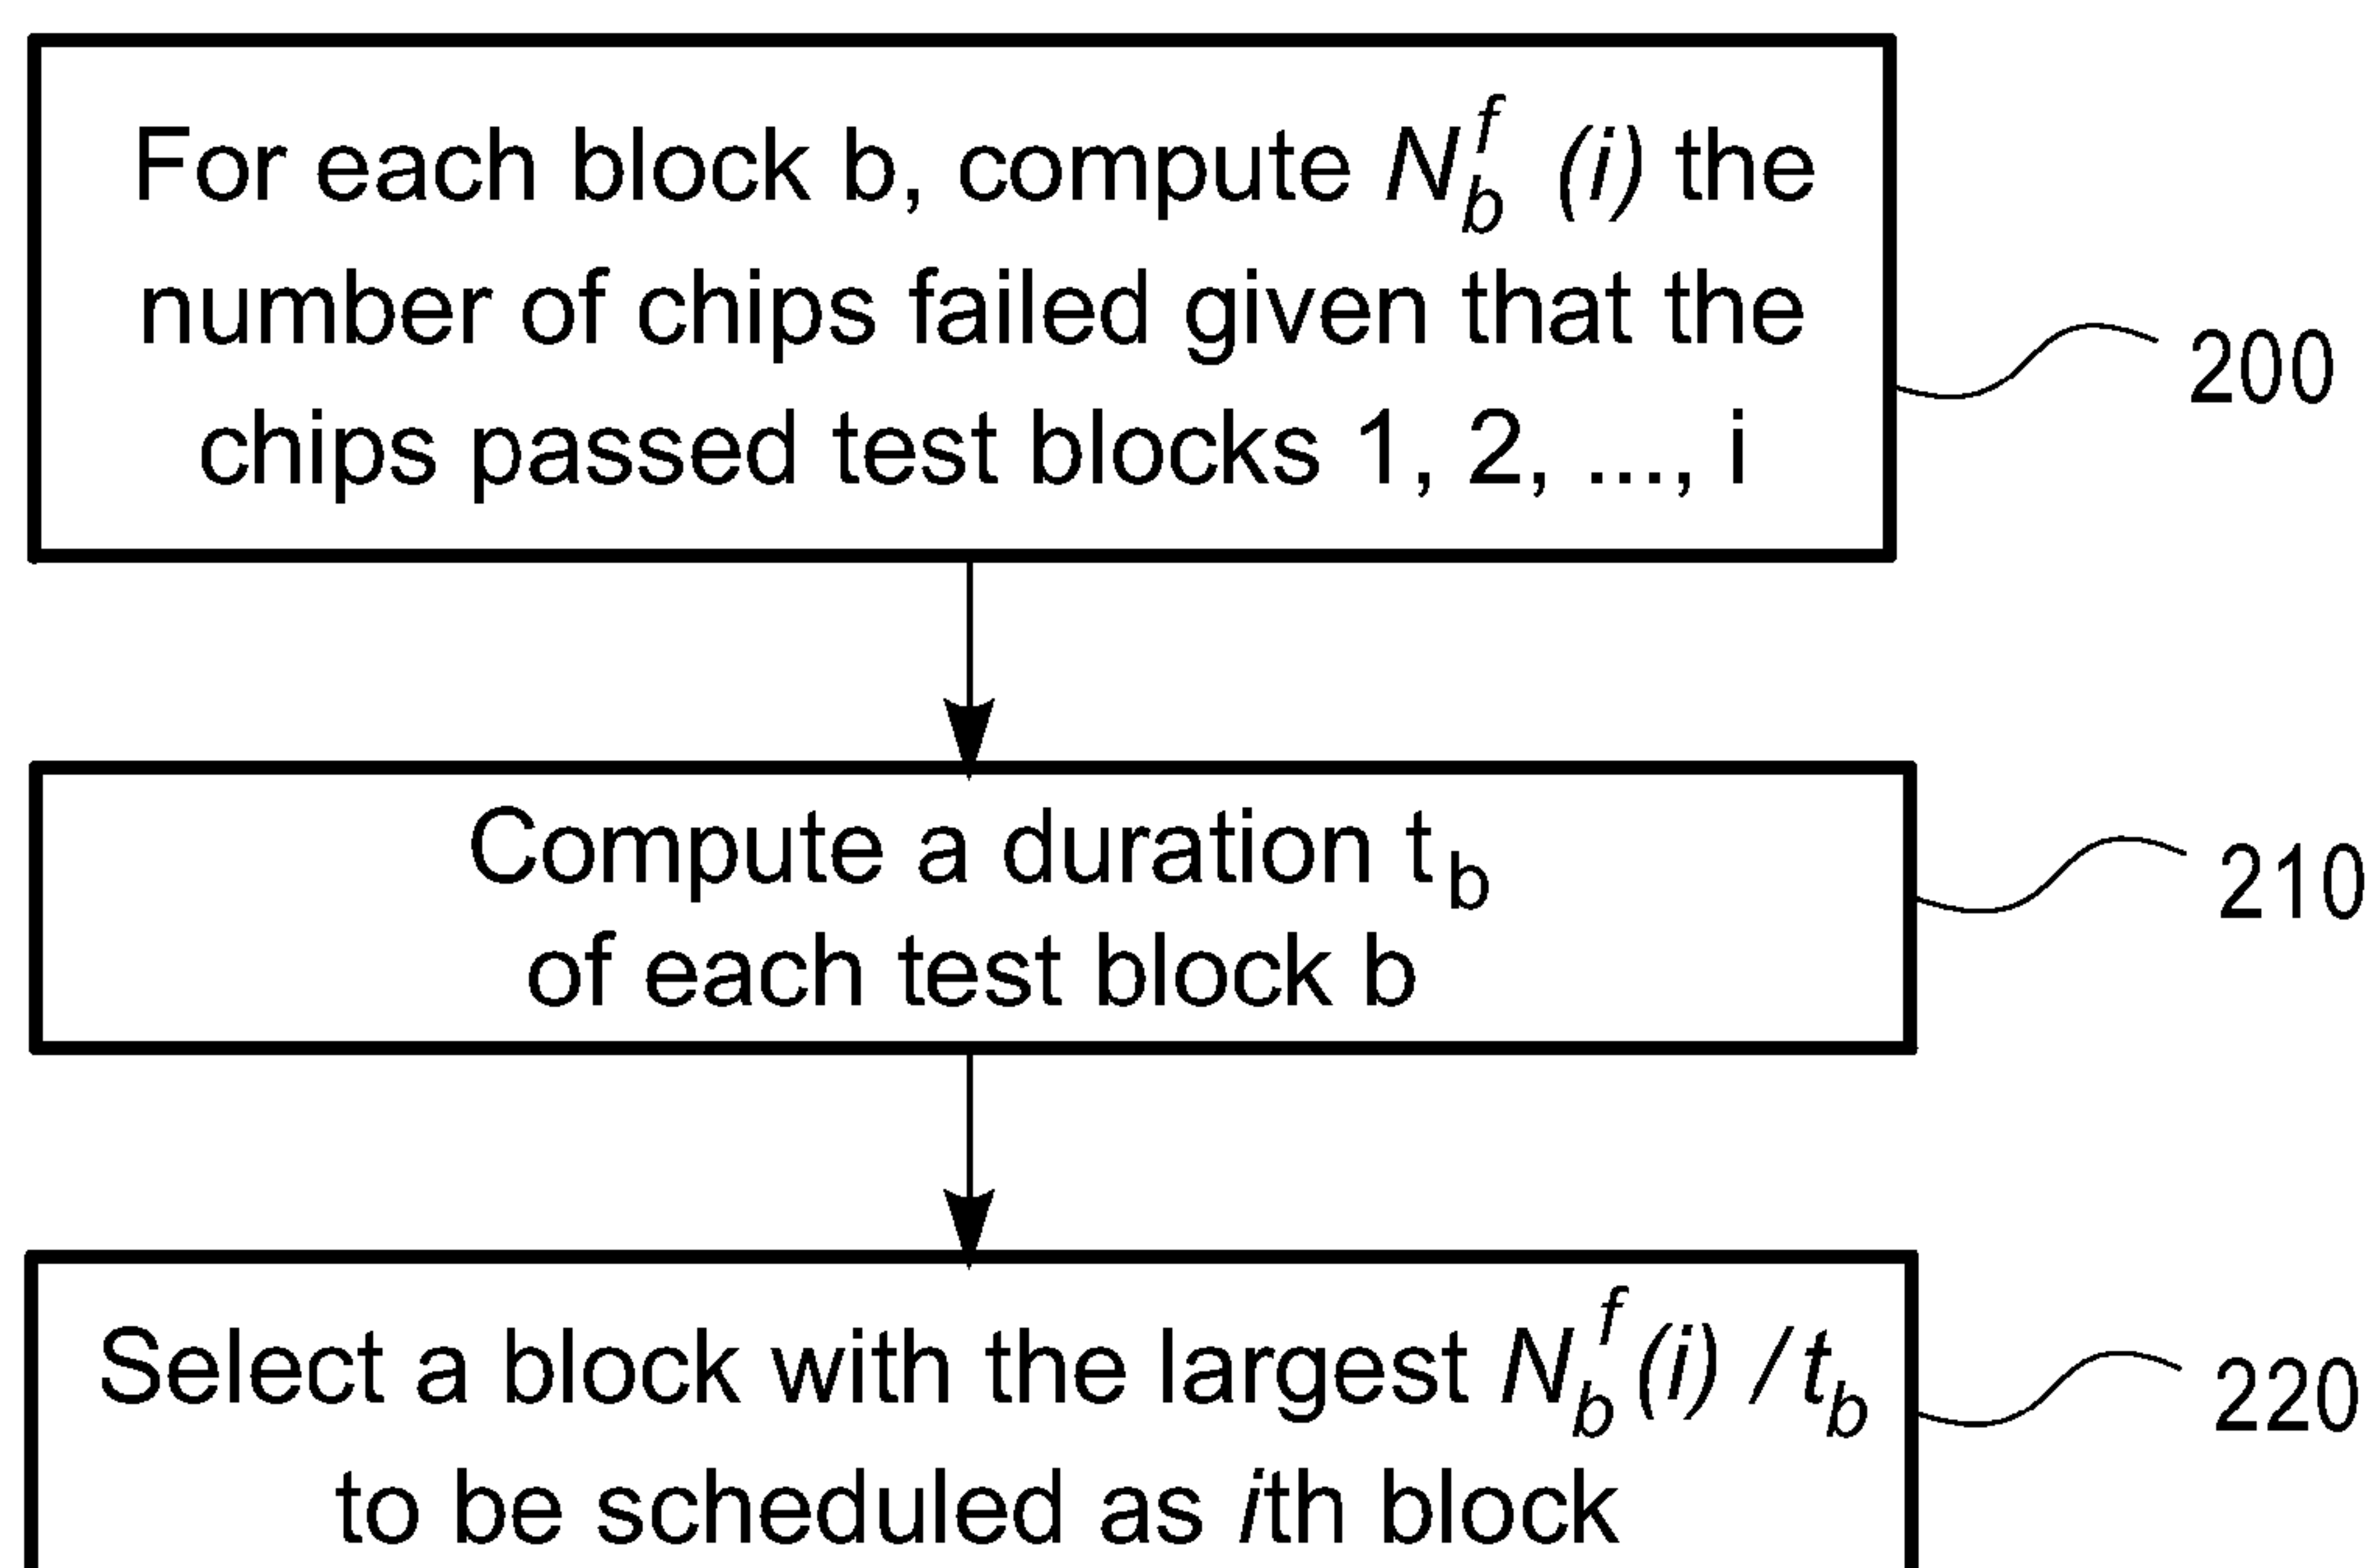 For each block b, compute N_b^f (i) the
number of chips failed given that the
chips passed test blocks 1, 2, ..., i
200
Compute a duration t_b
of each test block b
210
Select a block with the largest N_b^f(i) / t_b
to be scheduled as ith block
220